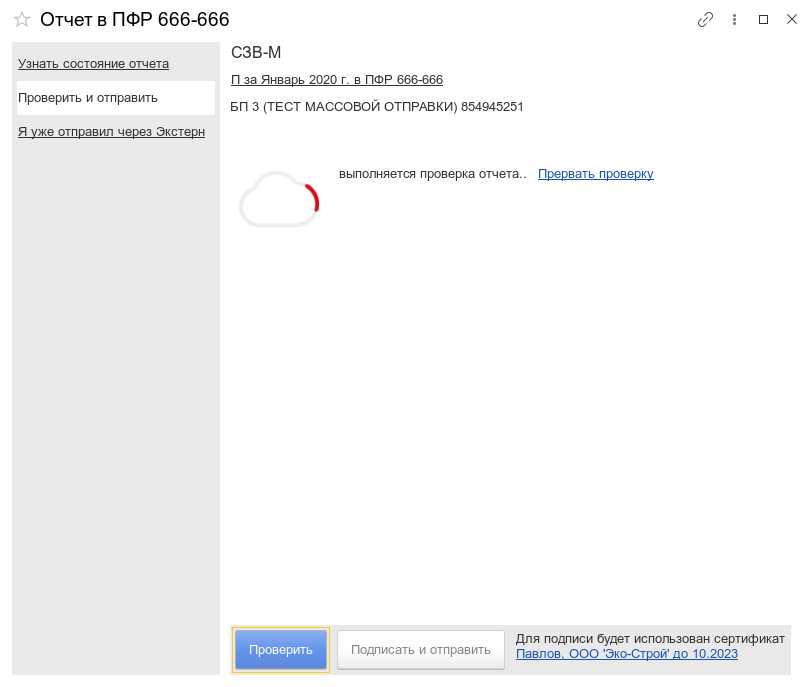 Отчет в ПФР 666-666
Узнать состояние отчета
Проверить и отправить
Я уже отправил через Экстерн
СЗВ-М
П за Январь 2020 г. в ПФР 666-666
БП 3 (ТЕСТ МАССОВОЙ ОТПРАВКИ) 854945251
выполняется проверка отчета.. Прервать проверку
Проверить
Подписать и отправить
Для подписи будет использован сертификат
Павлов, ООО 'Эко-Строй' до 10.2023